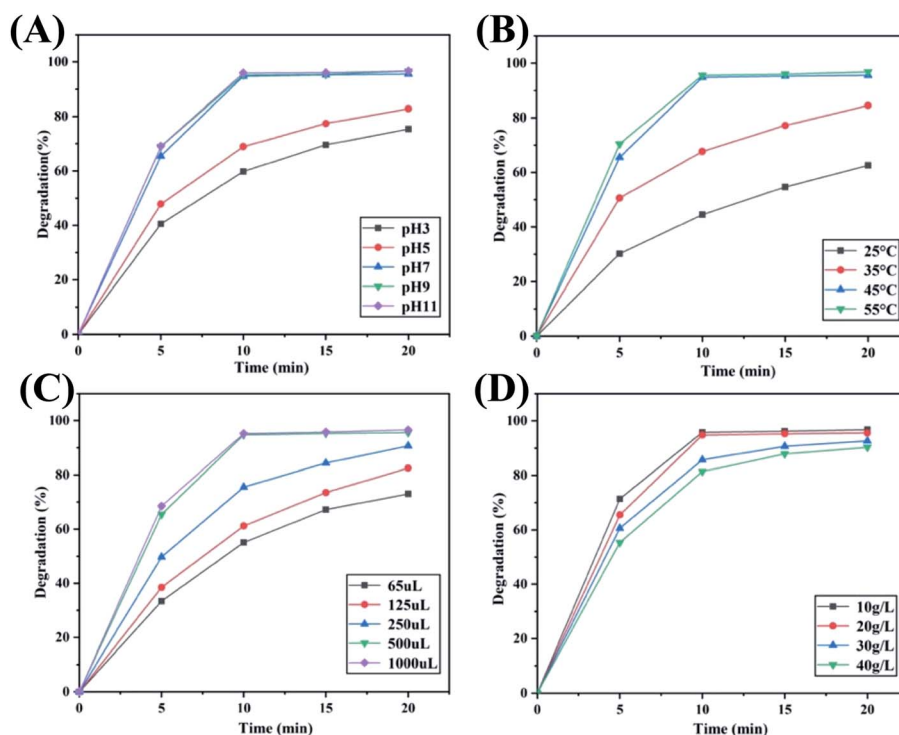 (A)
Degradation(%)
100
80
60
40
20
0
pH3
pH5
pH7
pH9
pH11
0 5 10 15 20
Time (min)
(B)
Degradation (%)
100
80
60
40
20
0
25°C
35°C
45°C
55°C
0 5 10 15 20
Time (min)
(C)
Degradation (%)
100
80
60
40
20
0
65uL
125uL
250uL
500uL
1000uL
0 5 10 15 20
Time (min)
(D)
Degradation (%)
100
80
60
40
20
0
10g/L
20g/L
30g/L
40g/L
0 5 10 15 20
Time (min)